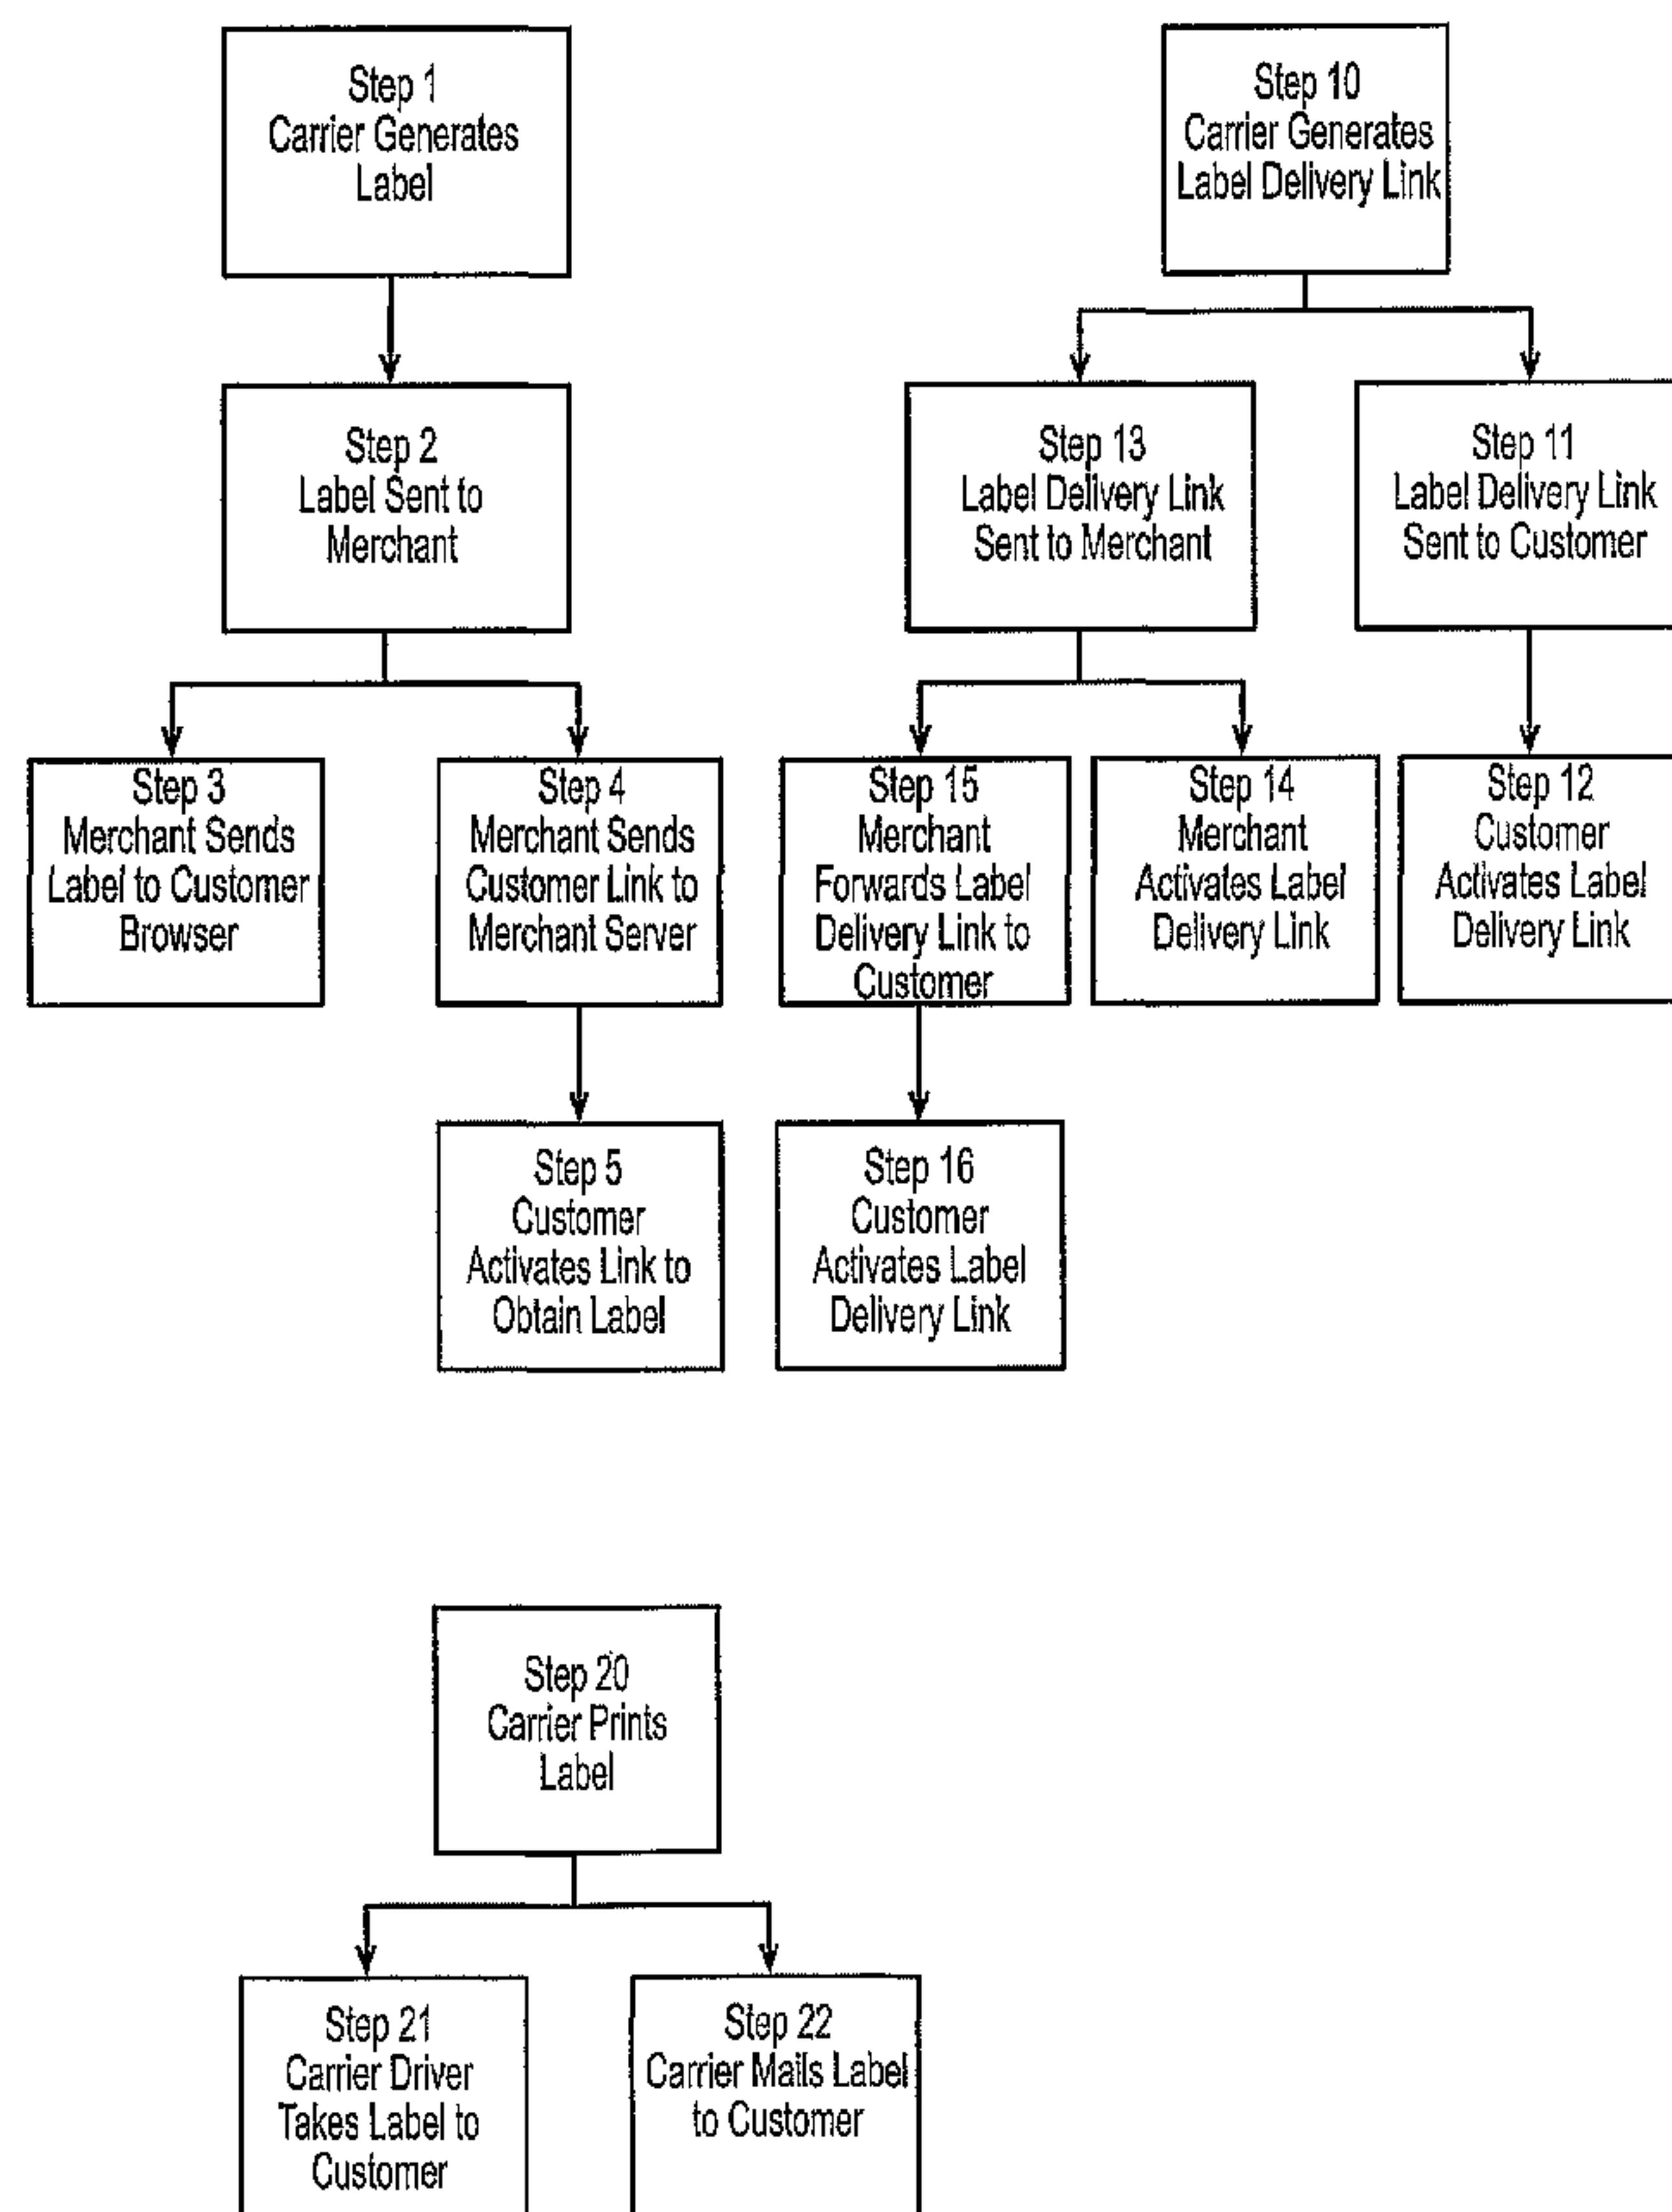 Step 1
Carrier Generates
Label
Step 10
Carrier Generates
Label Delivery Link
Step 2
Label Sent to
Merchant
Step 13
Label Delivery Link
Sent to Merchant
Step 11
Label Delivery Link
Sent to Customer
Step 3
Merchant Sends
Label to Customer
Browser
Step 4
Merchant Sends
Customer Link to
Merchant Server
Step 15
Merchant
Forwards Label
Delivery Link to
Customer
Step 14
Merchant
Activates Label
Delivery Link
Step 12
Customer
Activates Label
Delivery Link
Step 5
Customer
Activates Link to
Obtain Label
Step 16
Customer
Activates Label
Delivery Link
Step 20
Carrier Prints
Label
Step 21
Carrier Driver
Takes Label to
Customer
Step 22
Carrier Mails Label
to Customer